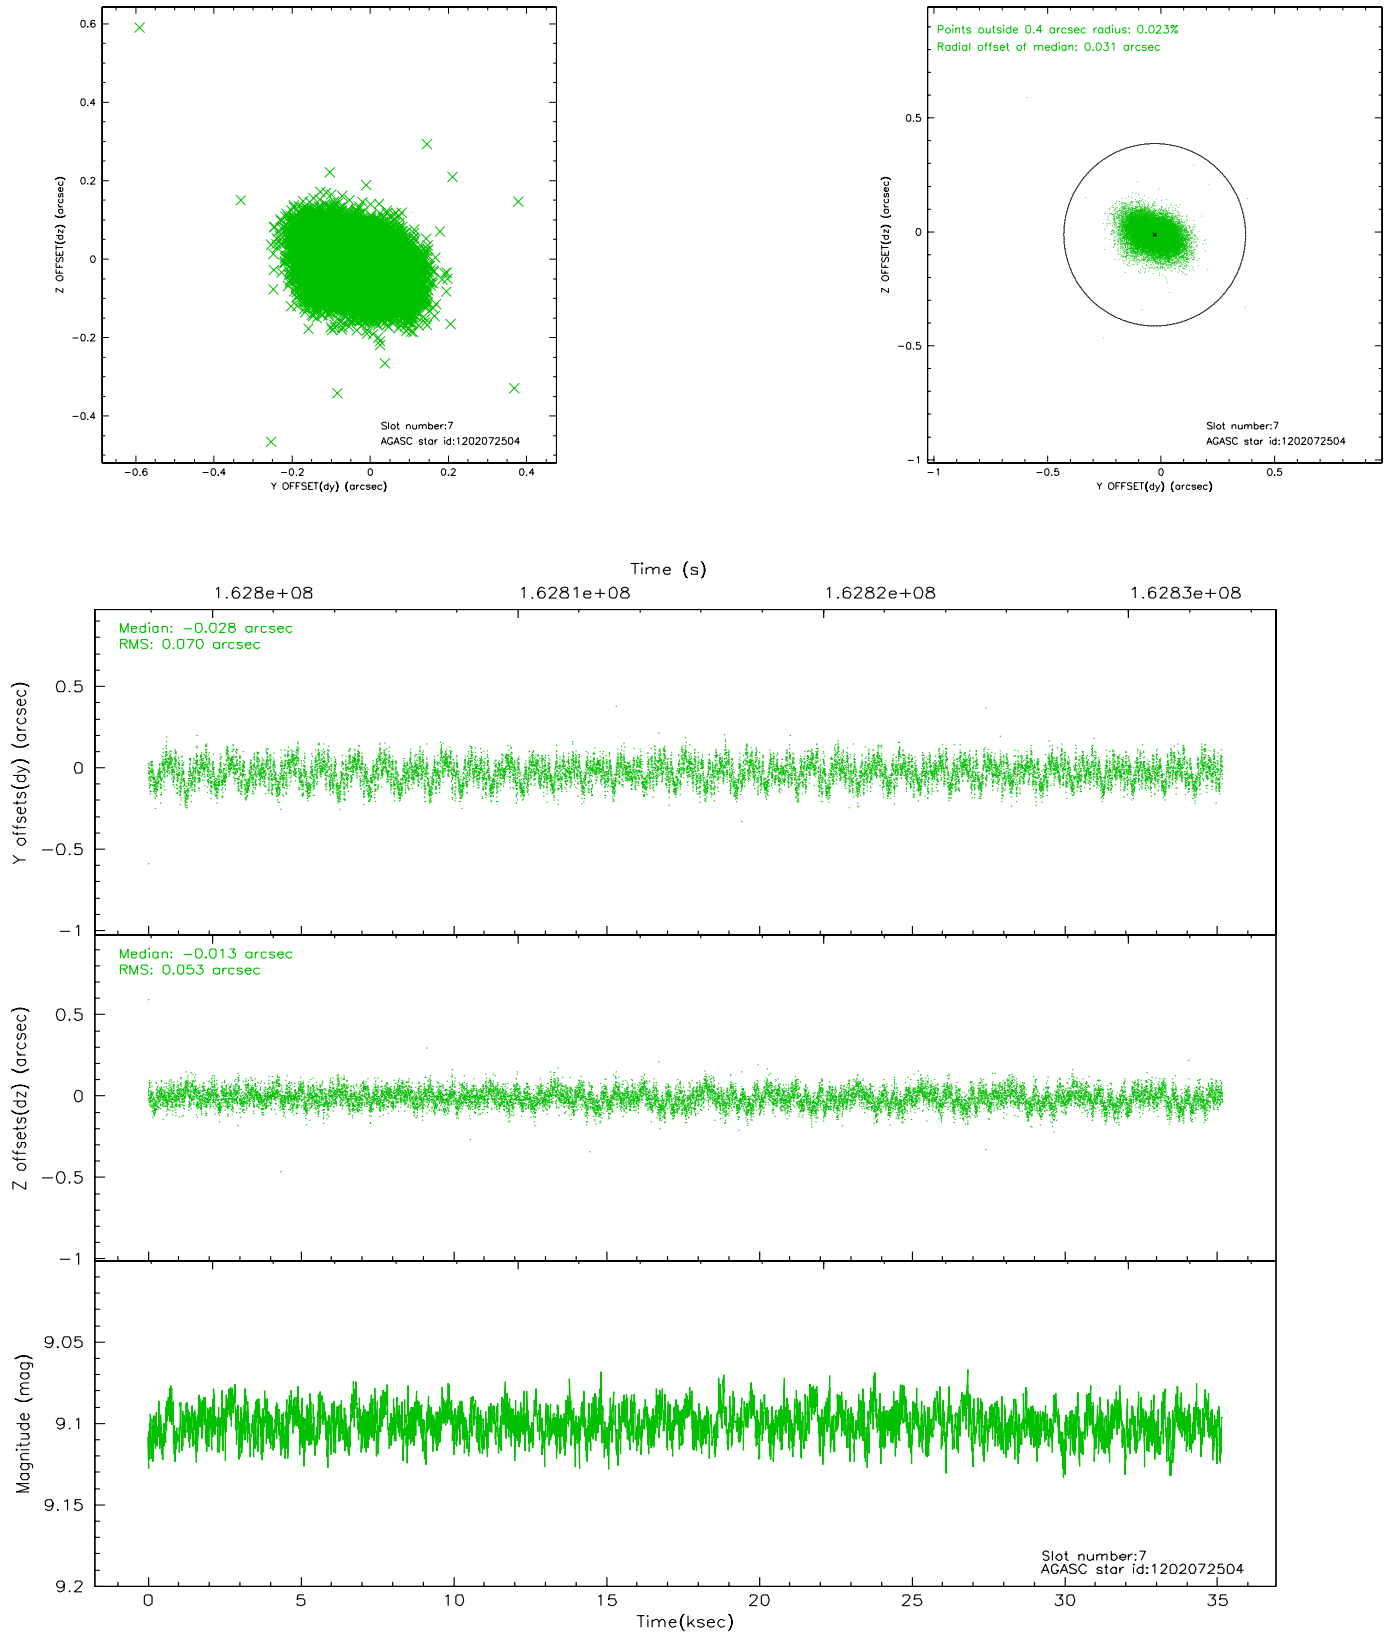 0.6
0.4
0.2
0
−0.2
−0.4
Z OFFSET(dz) (arcsec)
−0.6
−0.4
−0.2
0
0.2
0.4
Y OFFSET(dy) (arcsec)
Slot number:7
AGASC star id:1202072504
Points outside 0.4 arcsec radius: 0.023%
Radial offset of median: 0.031 arcsec
0.5
0
−0.5
−1
Z OFFSET(dz) (arcsec)
−1
−0.5
0
0.5
Y OFFSET(dy) (arcsec)
Slot number:7
AGASC star id:1202072504
Time (s)
1.628e+08
1.6281e+08
1.6282e+08
1.6283e+08
Median: −0.028 arcsec
RMS: 0.070 arcsec
0.5
0
−0.5
−1
Y offsets(dy) (arcsec)
Median: −0.013 arcsec
RMS: 0.053 arcsec
0.5
0
−0.5
−1
Z offsets(dz) (arcsec)
9.05
9.1
9.15
9.2
Magnitude (mag)
Slot number:7
AGASC star id:1202072504
0
5
10
15
20
25
30
35
Time(ksec)